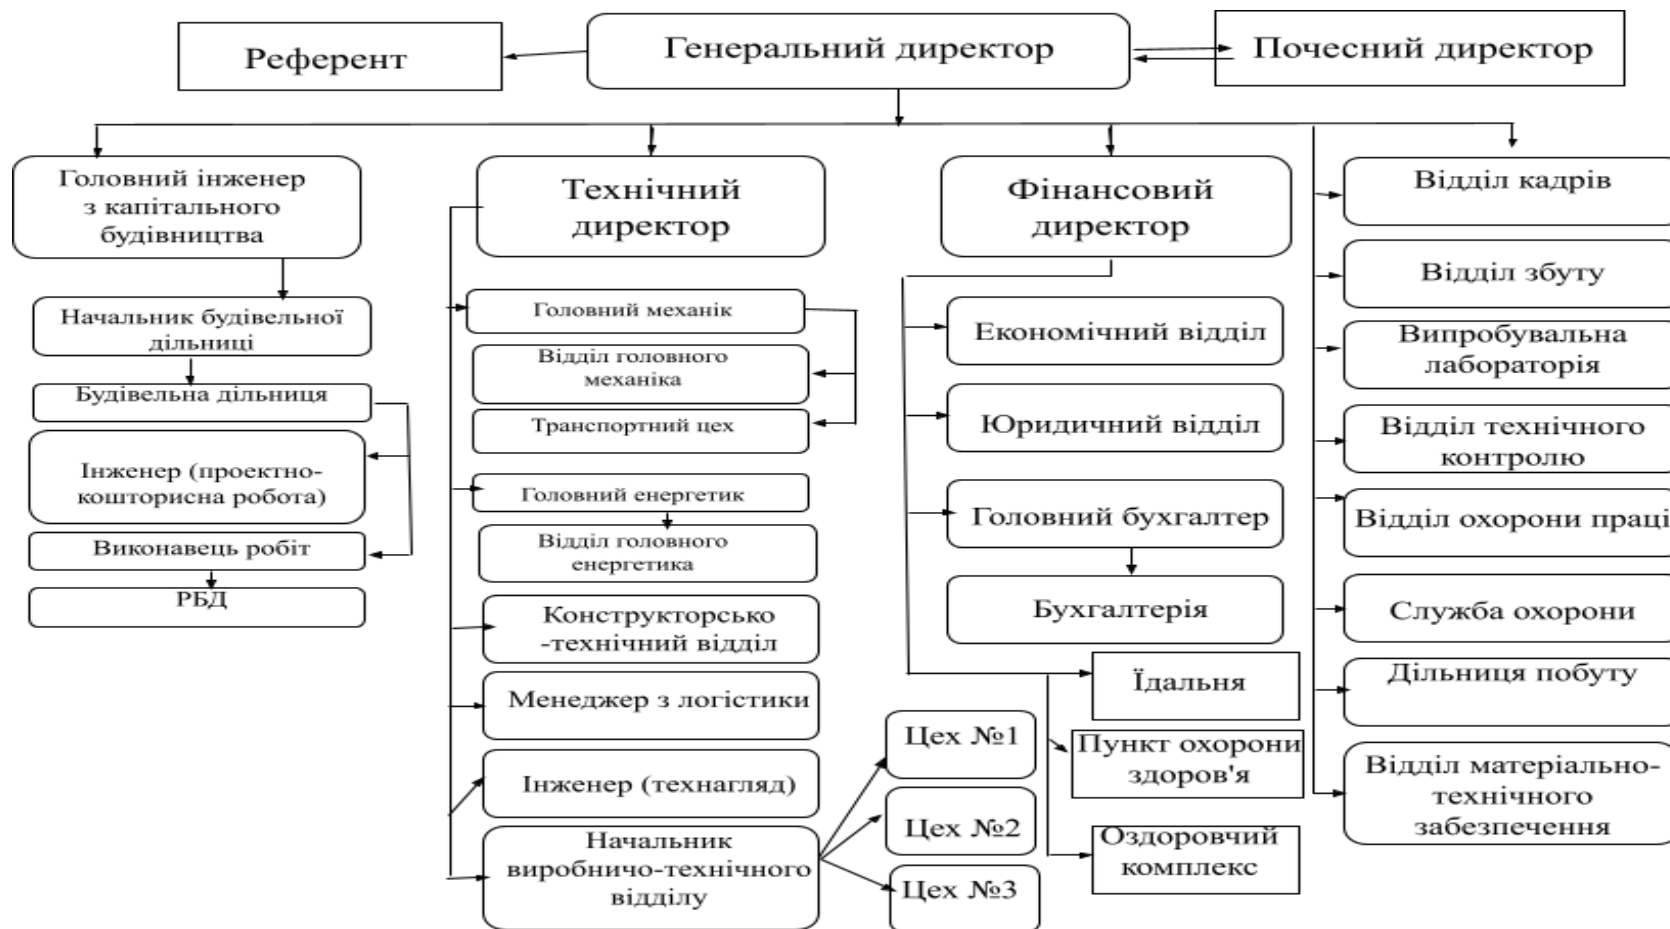 Референт
Генеральний директор
Почесний директор
Головний інженер
з капітального
будівництва
Начальник будівельної
дільниці
Будівельна дільниця
Інженер (проектно-
кошторисна робота)
Виконавець робіт
РБД
Технічний
директор
Головний механік
Відділ головного
механіка
Транспортний цех
Головний енергетик
Відділ головного
енергетика
Конструкторсько
-технічний відділ
Менеджер з логістики
Інженер (технагляд)
Начальник
виробничо-технічного
відділу
Цех №1
Цех №2
Цех №3
Фінансовий
директор
Економічний відділ
Юридичний відділ
Головний бухгалтер
Бухгалтерія
Їдальня
Пункт охорони
здоров'я
Оздоровчий
комплекс
Відділ кадрів
Відділ збуту
Випробувальна
лабораторія
Відділ технічного
контролю
Відділ охорони праці
Служба охорони
Дільниця побуту
Відділ матеріально-
технічного
забезпечення